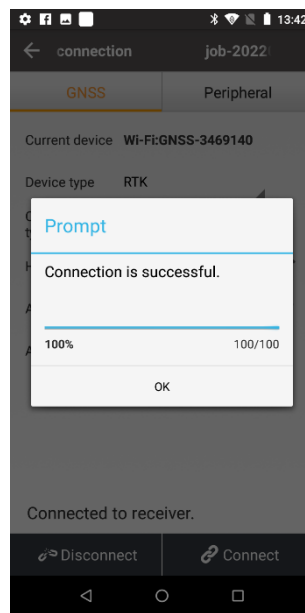 13:42
connection job-2022
GNSS Peripheral
Current device Wi-Fi:GNSS-3469140
Device type RTK
Prompt
Connection is successful.
100% 100/100
OK
Connected to receiver.
Disconnect Connect